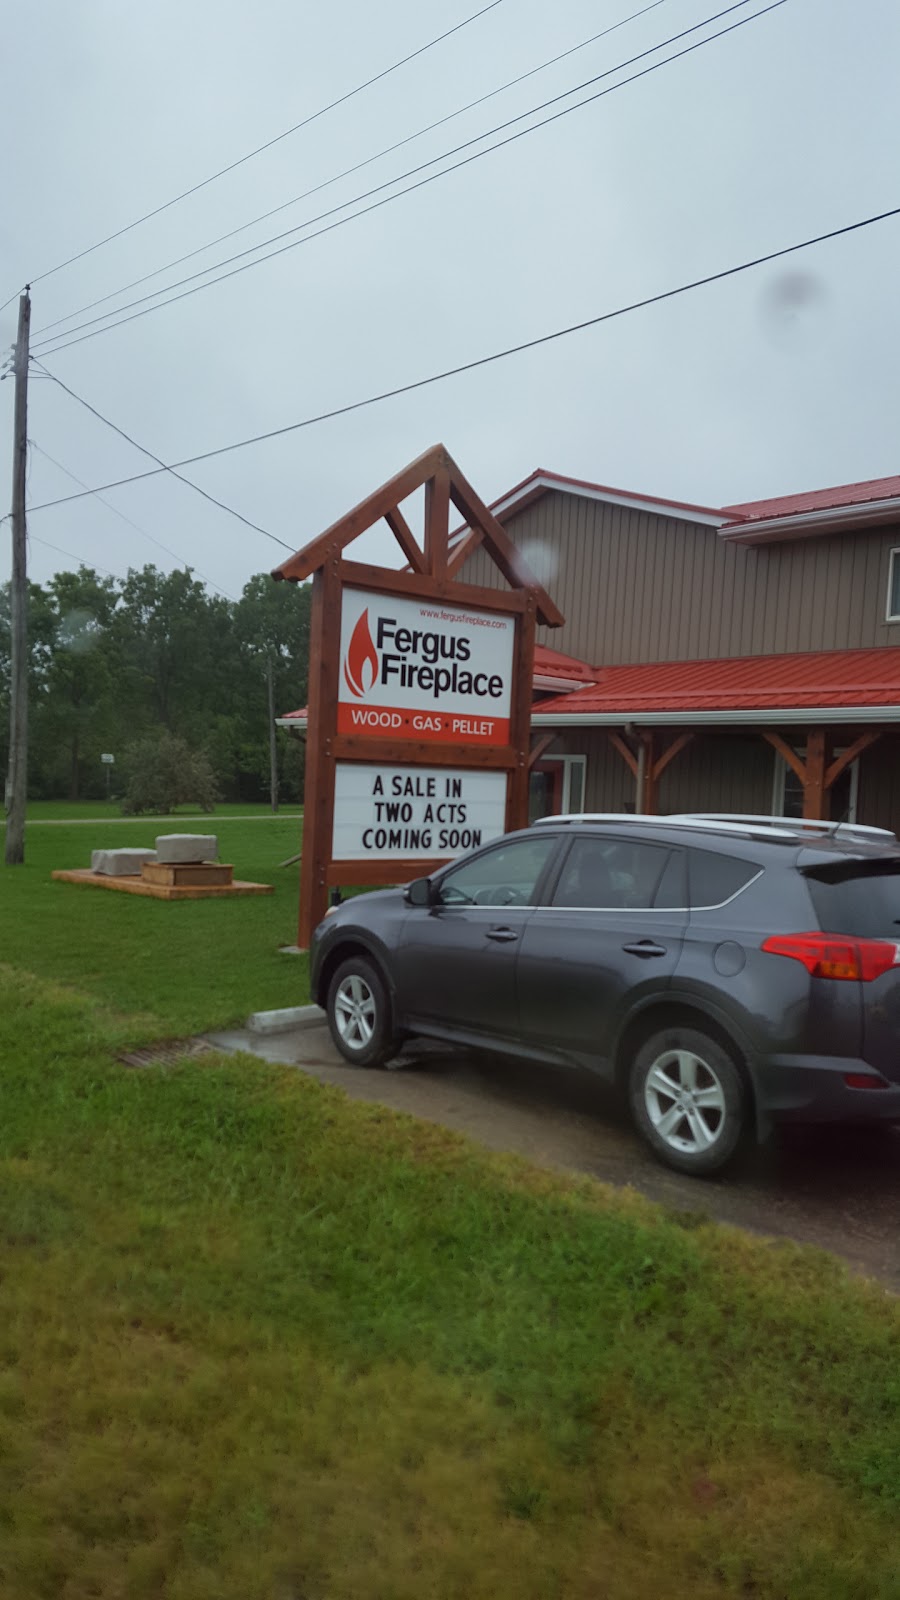 www.fergusfireplace.com
Fergus
Fireplace
WOOD · GAS · PELLET
A SALE IN
TWO ACTS
COMING SOON